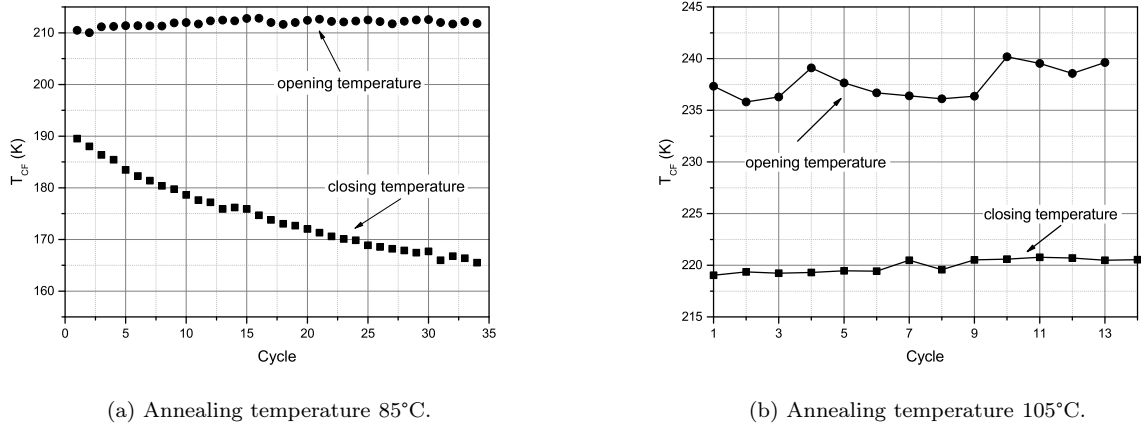 210
200
190
180
170
160
T_CF (K)
opening temperature
closing temperature
0 5 10 15 20 25 30 35
Cycle
(a) Annealing temperature 85°C.
245
240
235
230
225
220
215
T_CF (K)
opening temperature
closing temperature
1 3 5 7 9 11 13
Cycle
(b) Annealing temperature 105°C.